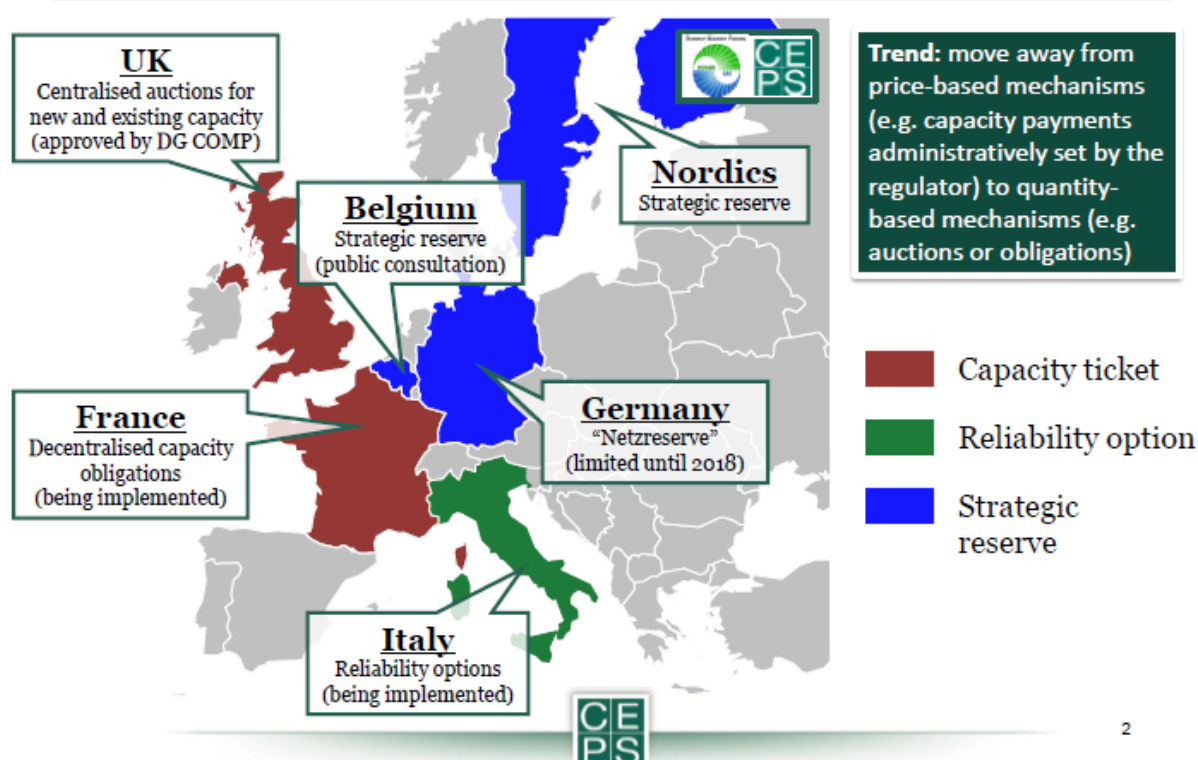 UK
Centralised auctions for
new and existing capacity
(approved by DG COMP)
CE
PS
Trend: move away from
price-based mechanisms
(e.g. capacity payments
administratively set by the
regulator) to quantity-
based mechanisms (e.g.
auctions or obligations)
Nordics
Strategic reserve
Belgium
Strategic reserve
(public consultation)
Capacity ticket
France
Decentralised capacity
obligations
(being implemented)
Germany
“Netzreserve”
(limited until 2018)
Reliability option
Strategic
reserve
Italy
Reliability options
(being implemented)
CE
PS
2